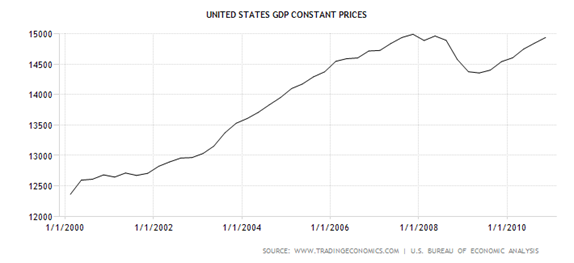 UNITED STATES GDP CONSTANT PRICES
15000
14500
14000
13500
13000
12500
12000
1/1/2000 1/1/2002 1/1/2004 1/1/2006 1/1/2008 1/1/2010
SOURCE: WWW.TRADINGECONOMICS.COM | U.S. BUREAU OF ECONOMIC ANALYSIS